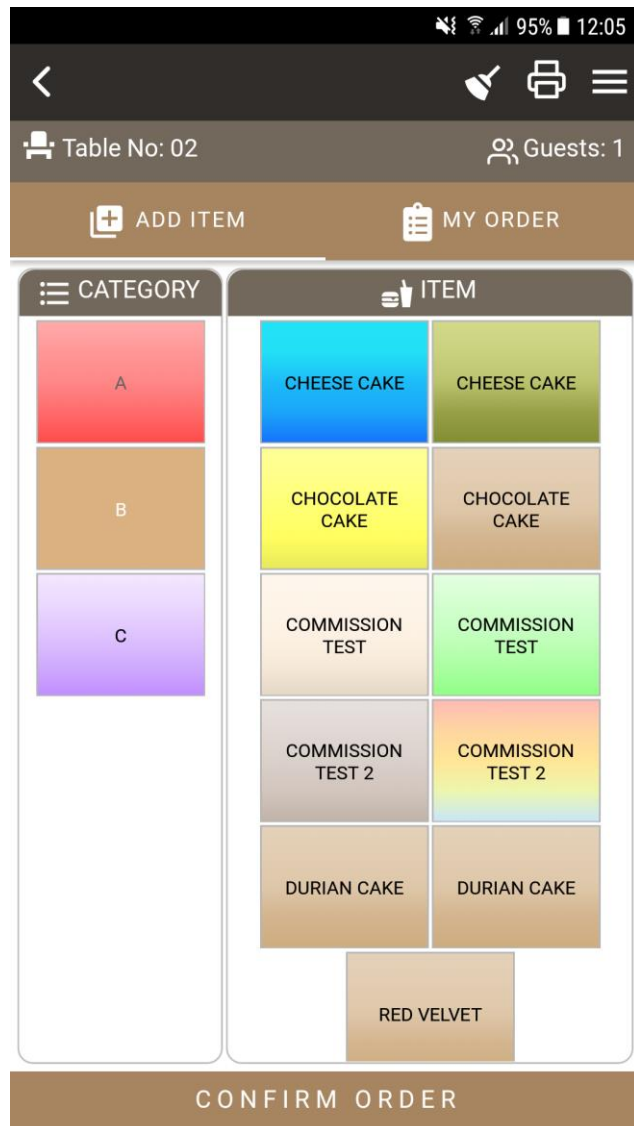 95% 12:05
Table No: 02
Guests: 1
ADD ITEM
MY ORDER
CATEGORY
ITEM
A
B
C
CHEESE CAKE
CHEESE CAKE
CHOCOLATE
CAKE
CHOCOLATE
CAKE
COMMISSION
TEST
COMMISSION
TEST
COMMISSION
TEST 2
COMMISSION
TEST 2
DURIAN CAKE
DURIAN CAKE
RED VELVET
CONFIRM ORDER